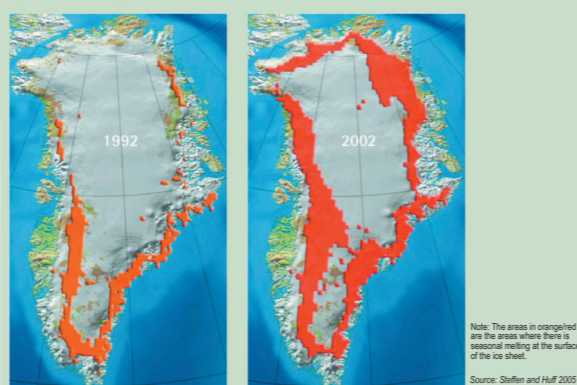 1992
2002
Note: The areas in orange/red
are the areas where there is
seasonal melting at the surface
of the ice sheet.
Source: Steffen and Huff 2005